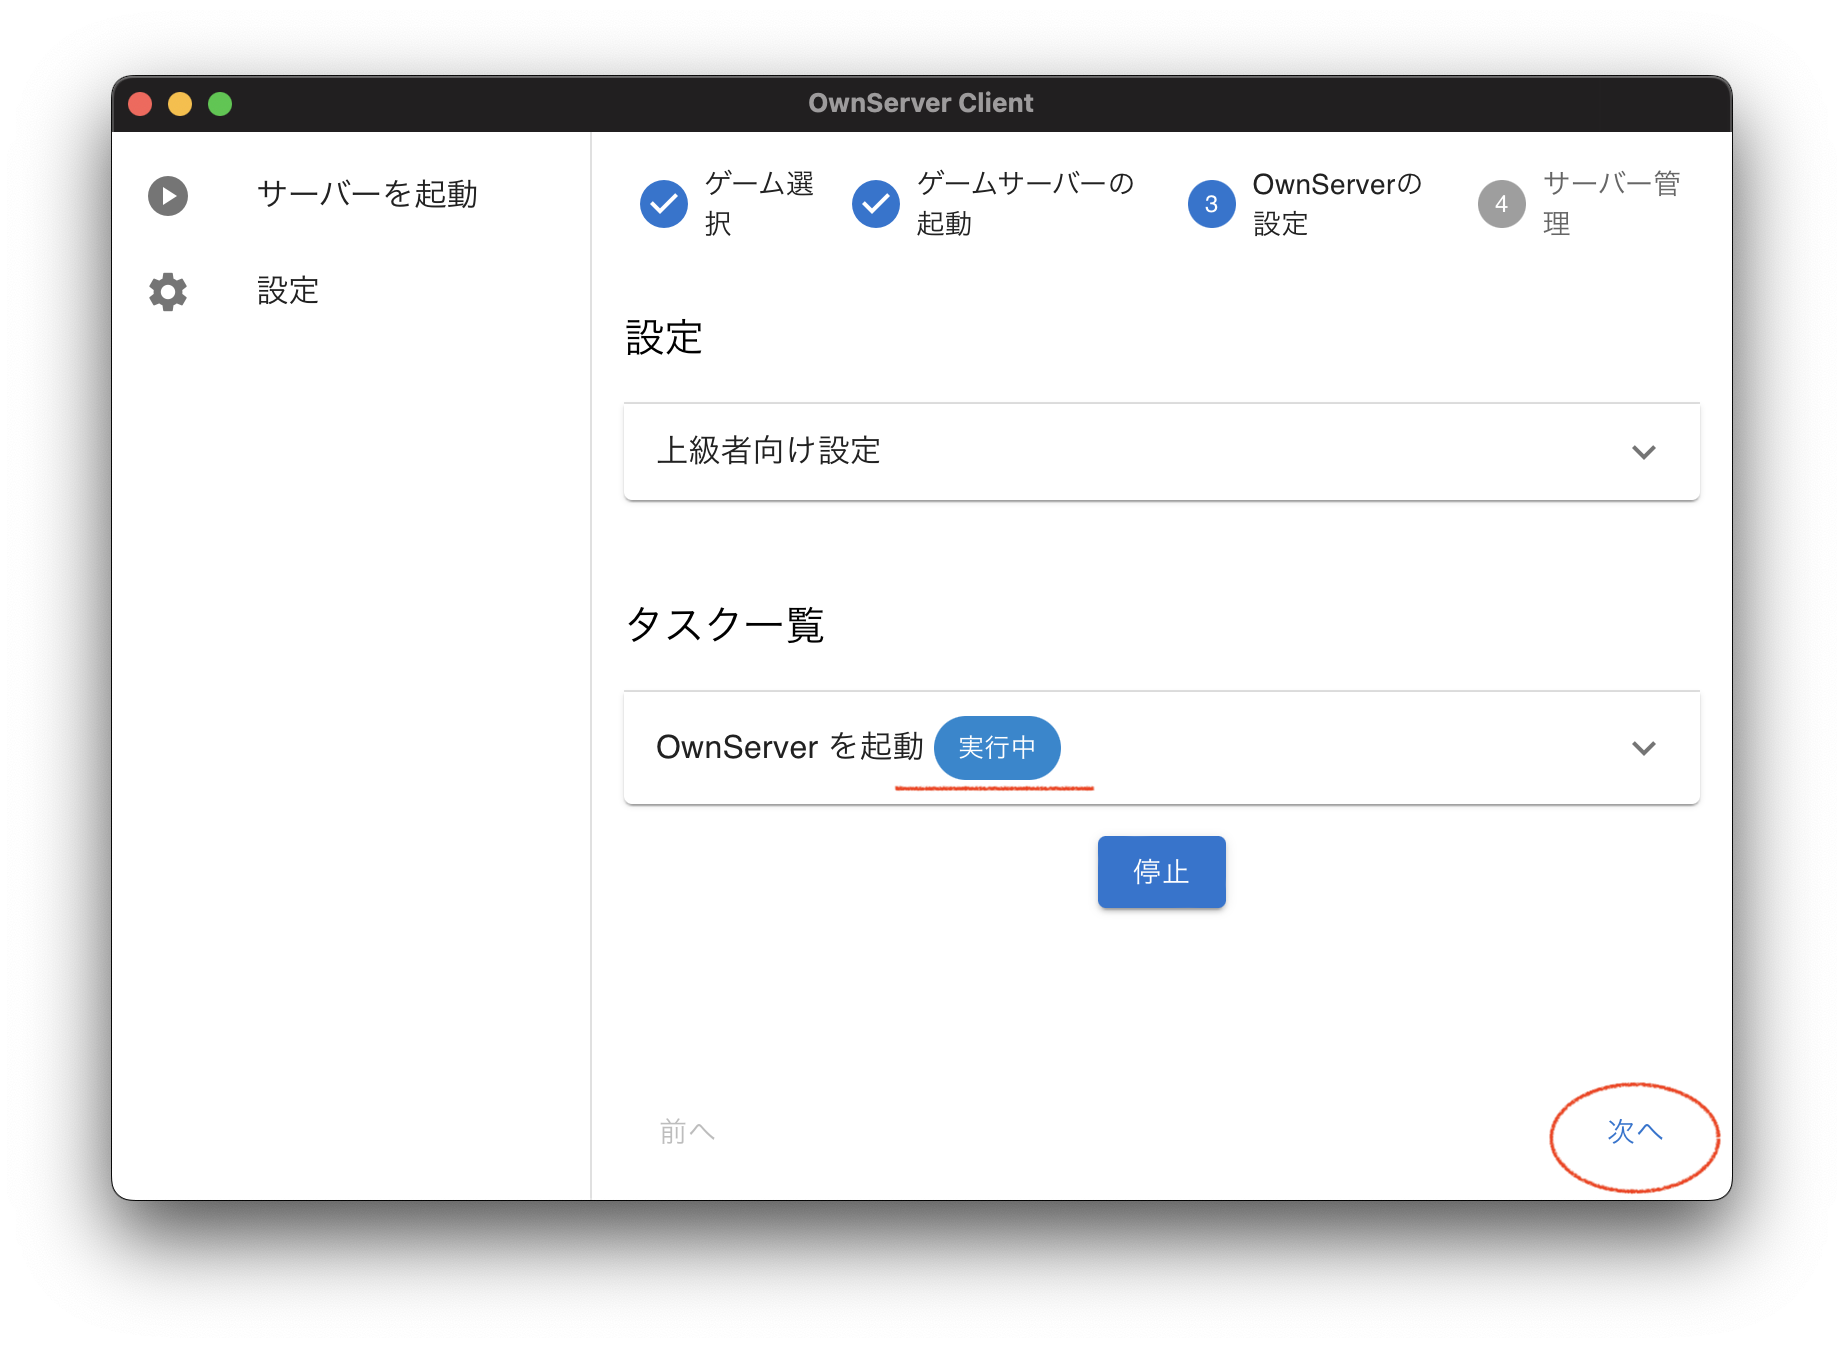 OwnServer Client
サーバーを起動
設定
ゲーム選
択
ゲームサーバーの
起動
3
OwnServerの
設定
4
サーバー管
理
設定
上級者向け設定
タスク一覧
OwnServer を起動 実行中
停止
前へ
次へ